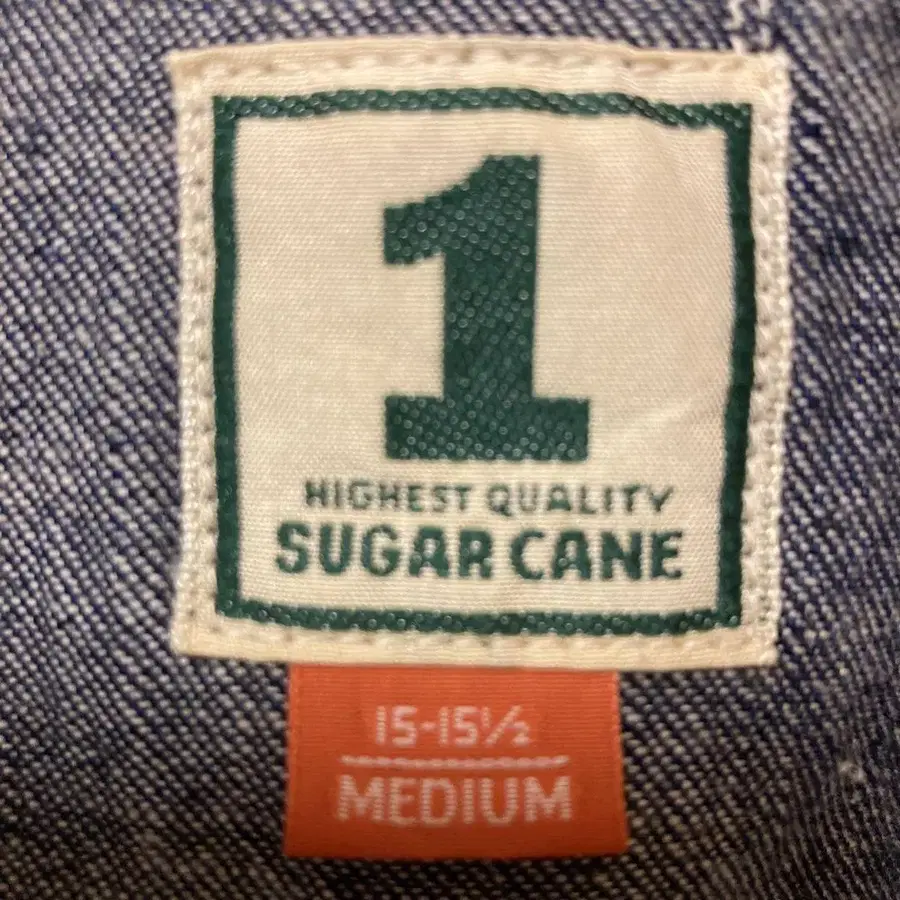 1
HIGHEST QUALITY
SUGAR CANE
15-15½
MEDIUM